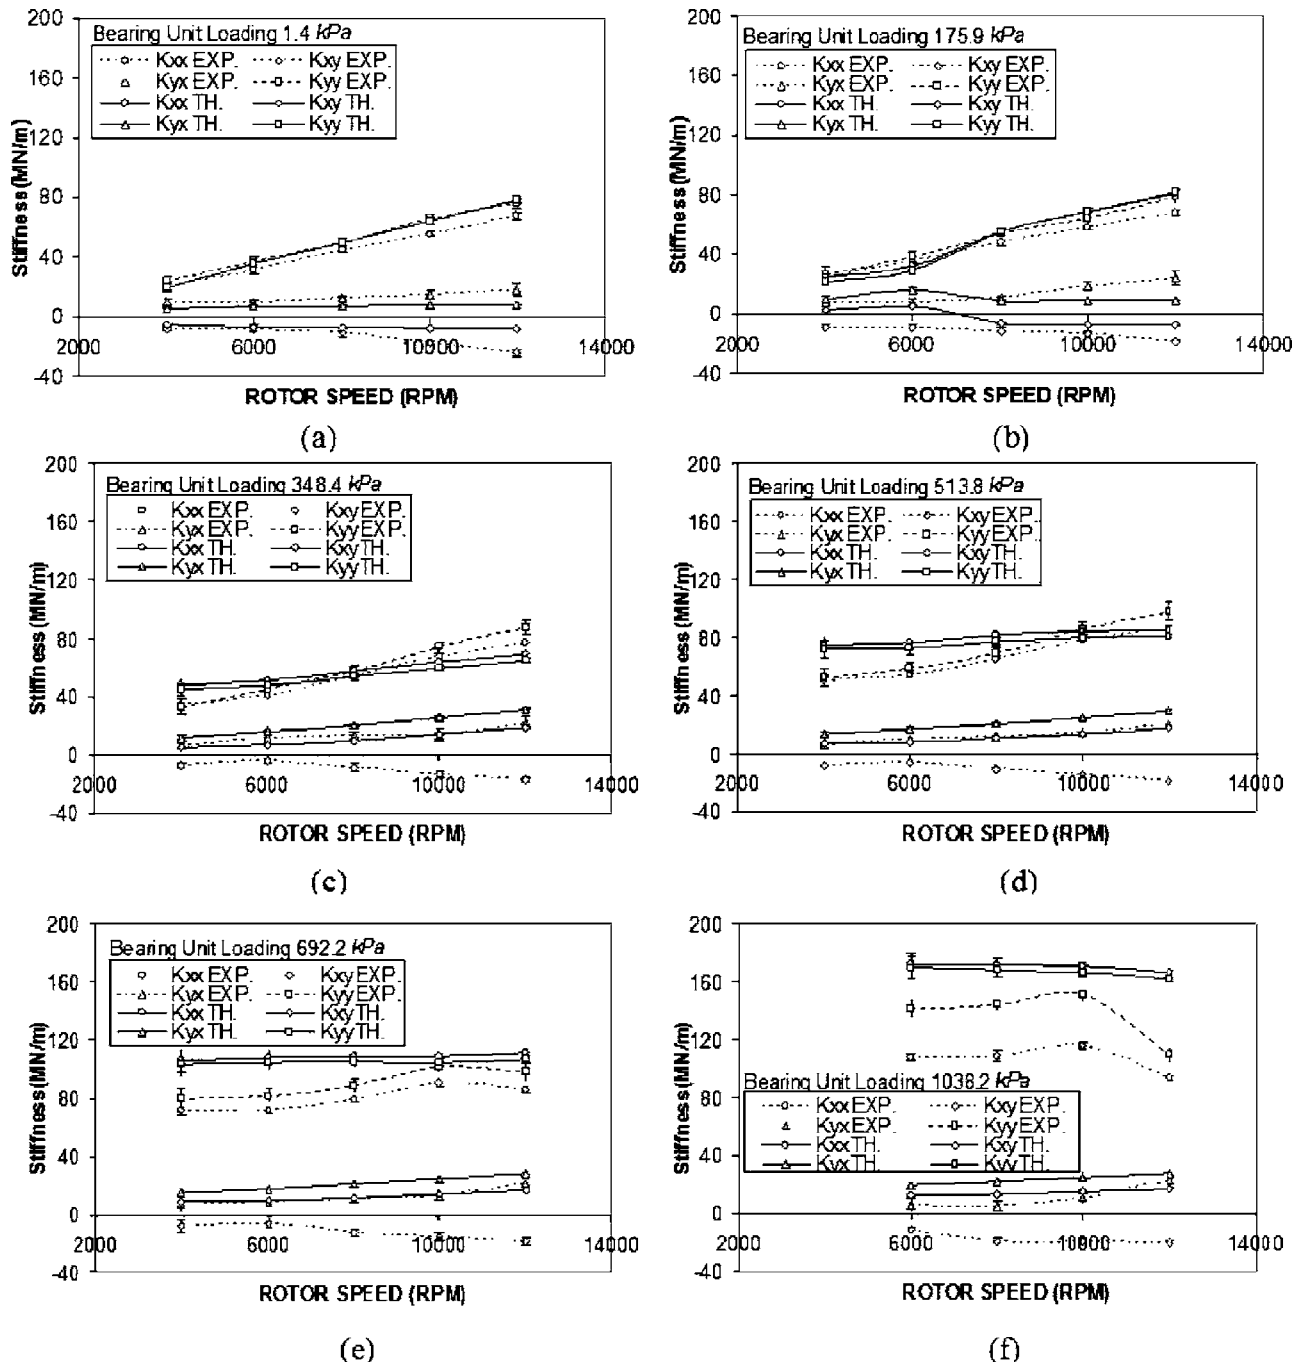 Bearing Unit Loading 1.4 kPa
Kxx EXP. Kxy EXP.
Kyx EXP. Kyy EXP.
Kxx TH. Kxy TH.
Kyx TH. Kyy TH.
200
160
120
80
40
0
-40
2000 6000 10000 14000
Stiffness (MN/m)
ROTOR SPEED (RPM)
(a)
Bearing Unit Loading 175.9 kPa
Kxx EXP. Kxy EXP.
Kyx EXP. Kyy EXP.
Kxx TH. Kxy TH.
Kyx TH. Kyy TH.
200
160
120
80
40
0
-40
2000 6000 10000 14000
Stiffness (MN/m)
ROTOR SPEED (RPM)
(b)
Bearing Unit Loading 348.4 kPa
Kxx EXP. Kxy EXP.
Kyx EXP. Kyy EXP.
Kxx TH. Kxy TH.
Kyx TH. Kyy TH.
200
160
120
80
40
0
-40
2000 6000 10000 14000
Stiffness (MN/m)
ROTOR SPEED (RPM)
(c)
Bearing Unit Loading 513.8 kPa
Kxx EXP. Kxy EXP.
Kyx EXP. Kyy EXP.
Kxx TH. Kxy TH.
Kyx TH. Kyy TH.
200
160
120
80
40
0
-40
2000 6000 10000 14000
Stiffness (MN/m)
ROTOR SPEED (RPM)
(d)
Bearing Unit Loading 692.2 kPa
Kxx EXP. Kxy EXP.
Kyx EXP. Kyy EXP.
Kxx TH. Kxy TH.
Kyx TH. Kyy TH.
200
160
120
80
40
0
-40
2000 6000 10000 14000
Stiffness (MN/m)
ROTOR SPEED (RPM)
(e)
Bearing Unit Loading 1038.2 kPa
Kxx EXP. Kxy EXP.
Kyx EXP. Kyy EXP.
Kxx TH. Kxy TH.
Kyx TH. Kyy TH.
200
160
120
80
40
0
-40
2000 6000 10000 14000
Stiffness (MN/m)
ROTOR SPEED (RPM)
(f)